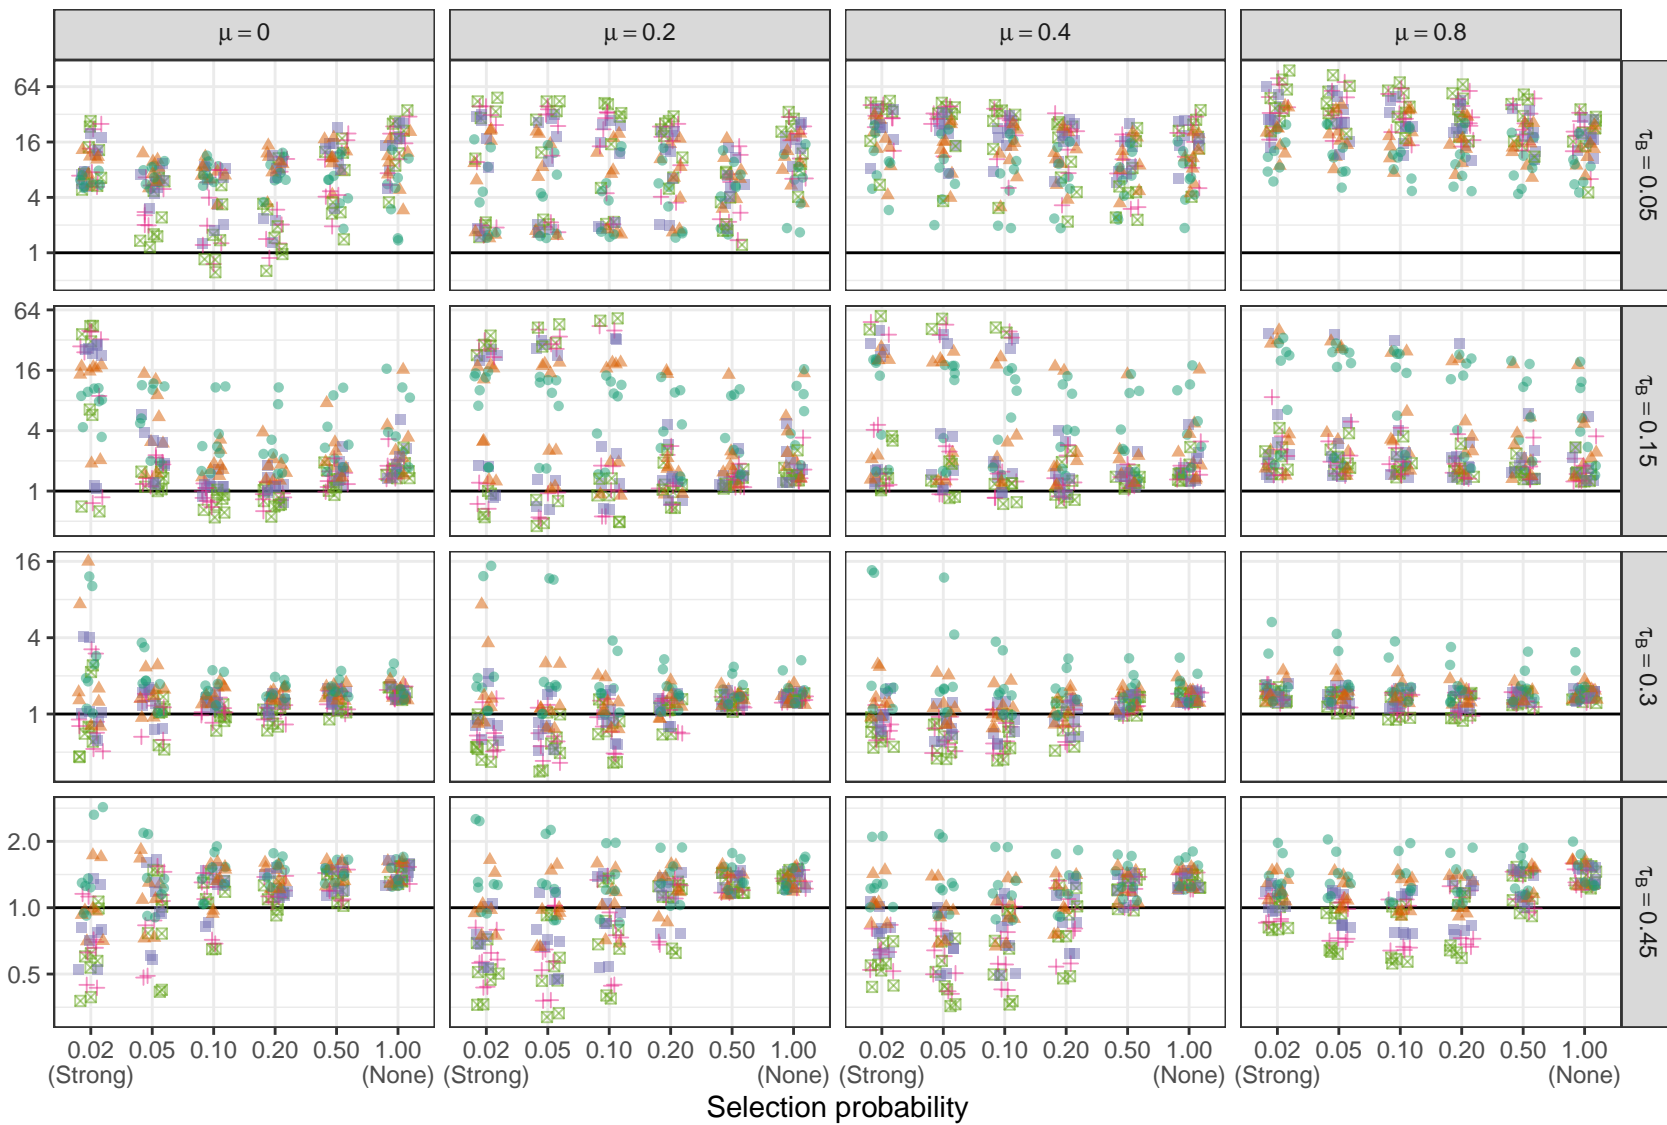 μ = 0
μ = 0.2
μ = 0.4
μ = 0.8
64
16
4
1
τB = 0.05
64
16
4
1
τB = 0.15
16
4
1
τB = 0.3
2.0
1.0
0.5
τB = 0.45
0.02 0.05 0.10 0.20 0.50 1.00 0.02 0.05 0.10 0.20 0.50 1.00 0.02 0.05 0.10 0.20 0.50 1.00 0.02 0.05 0.10 0.20 0.50 1.00
(Strong) (None) (Strong) (None) (Strong) (None) (Strong) (None)
Selection probability